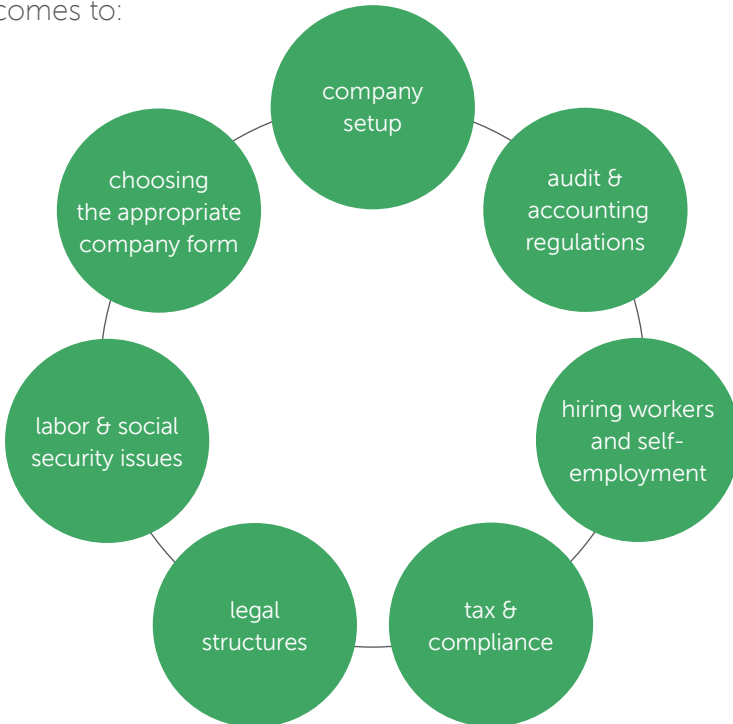 comes to:
company
setup
audit &
accounting
regulations
hiring workers
and self-
employment
tax &
compliance
legal
structures
labor & social
security issues
choosing
the appropriate
company form